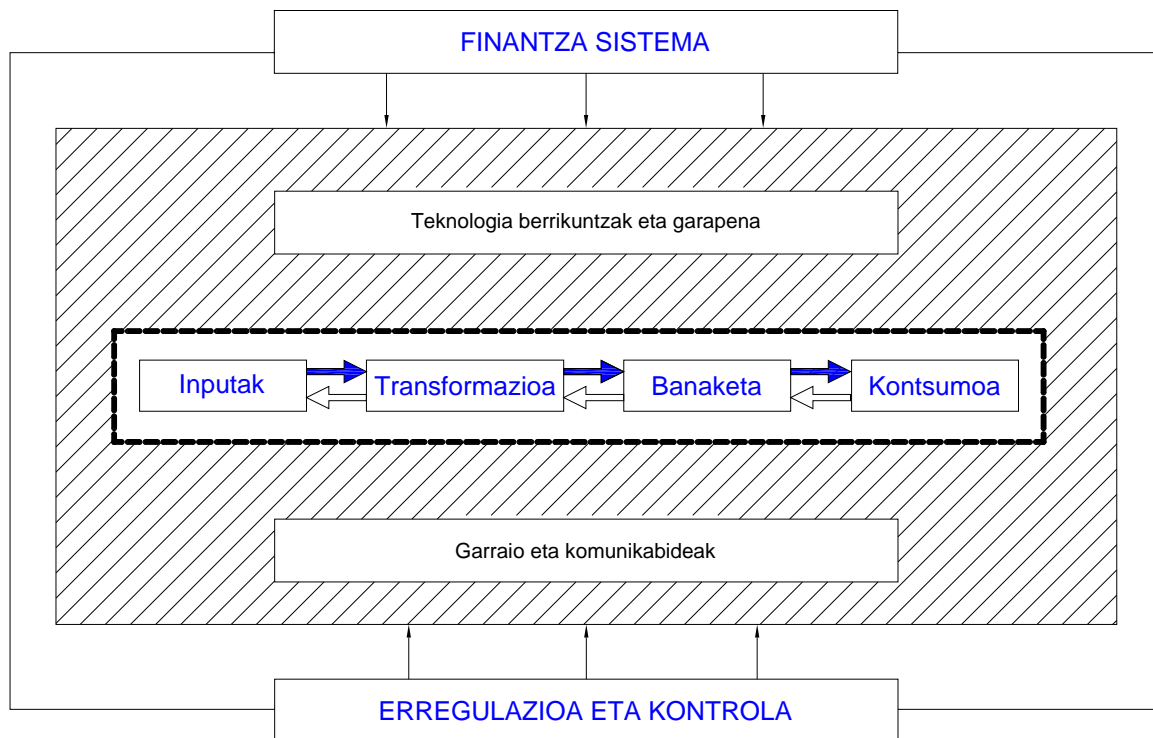 FINANTZA SISTEMA
Teknologia berrikuntzak eta garapena
Inputak
Transformazioa
Banaketa
Kontsumoa
Garraio eta komunikabideak
ERREGULAZIOA ETA KONTROLA